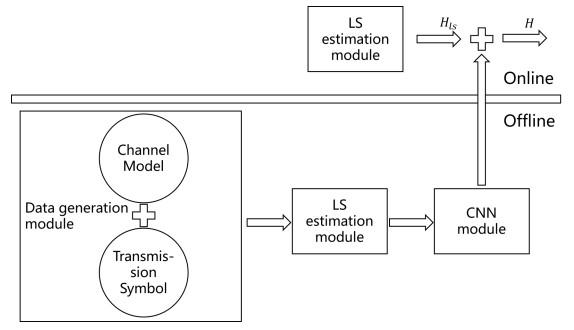 LS
estimation
module
H_ls
H
Online
Offline
Channel
Model
Data generation
module
Transmis-
sion
Symbol
LS
estimation
module
CNN
module